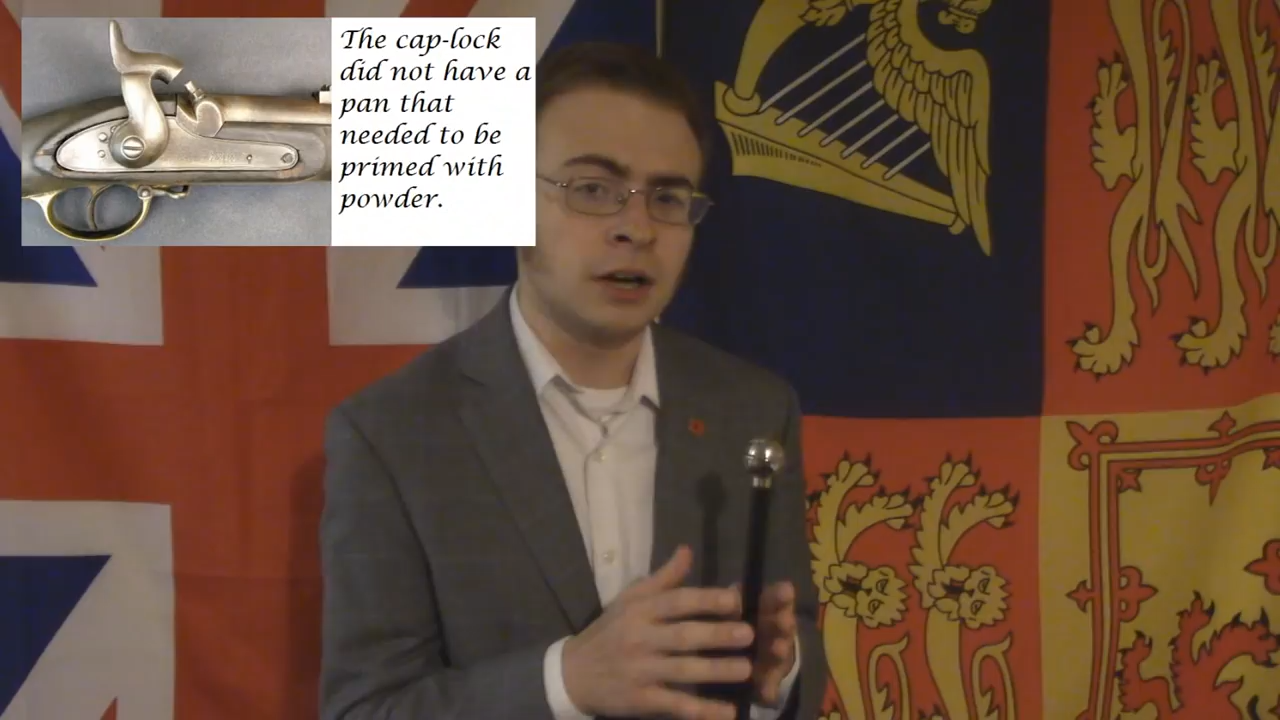 The cap-lock
did not have a
pan that
needed to be
primed with
powder.